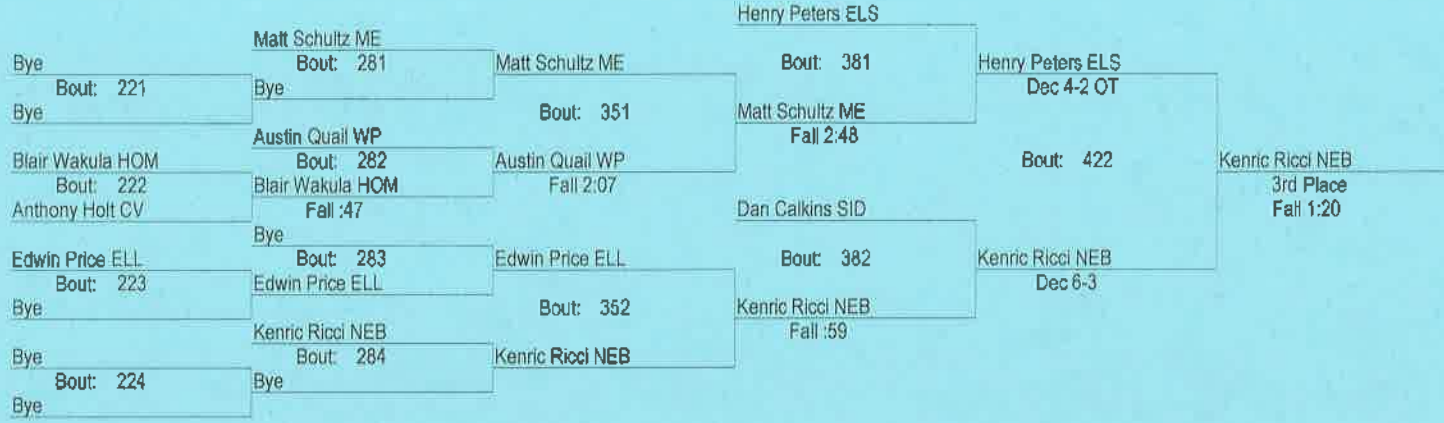 Bye
Bout: 221
Bye
Blair Wakula HOM
Bout: 222
Anthony Holt CV
Edwin Price ELL
Bout: 223
Bye
Bye
Bout: 224
Bye
Matt Schultz ME
Bout: 281
Bye
Austin Quail WP
Bout: 282
Blair Wakula HOM
Fall :47
Bye
Bout: 283
Edwin Price ELL
Kenric Ricci NEB
Bout: 284
Bye
Matt Schultz ME
Bout: 351
Austin Quail WP
Fall 2:07
Edwin Price ELL
Bout: 352
Kenric Ricci NEB
Henry Peters ELS
Bout: 381
Matt Schultz ME
Fall 2:48
Dan Calkins SID
Bout: 382
Kenric Ricci NEB
Fall :59
Henry Peters ELS
Dec 4-2 OT
Bout: 422
Kenric Ricci NEB
Dec 6-3
Kenric Ricci NEB
3rd Place
Fall 1:20